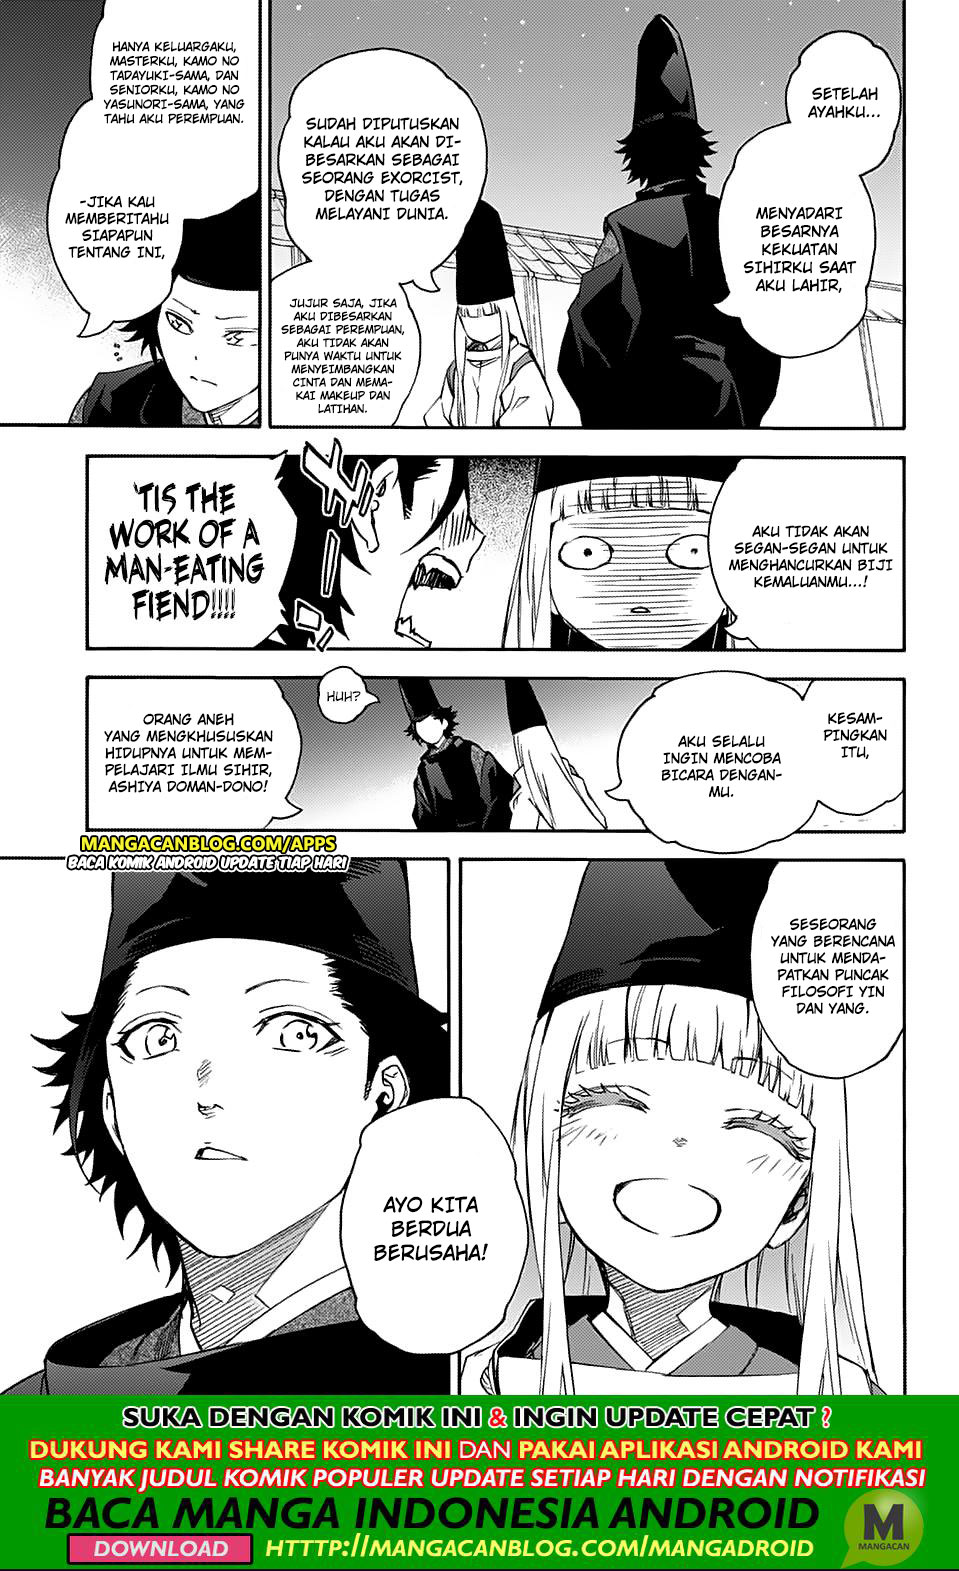 SETELAH
AYAHKU...
MENYADARI
BESARNYA
KEKUATAN
SIHIRKU SAAT
AKU LAHIR,
SUDAH DIPUTUSKAN
KALAU AKU AKAN DI-
BESARKAN SEBAGAI
SEORANG EXORCIST,
DENGAN TUGAS
MELAYANI DUNIA.
JUJUR SAJA, JIKA
AKU DIBESARKAN
SEBAGAI PEREMPUAN,
AKU TIDAK AKAN
PUNYA WAKTU UNTUK
MENYEIMBANGKAN
CINTA DAN MEMA-
KAI MAKEUP DAN
LATIHAN.
HANYA KELUARGAKU,
MASTERKU, KAMO NO
TADAYUKI-SAMA, DAN
SENIORKU, KAMO NO
YASUNORI-SAMA, YANG
TAHU AKU PEREMPUAN.
-JIKA KAU
MEMBERITAHU
SIAPAPUN
TENTANG INI,
AKU TIDAK AKAN
SEGAN-SEGAN UNTUK
MENGHANCURKAN BIJI
KEMALUANMU...!
'TIS THE
WORK OF A
MAN-EATING
FIEND!!!!
KESAM-
PINGKAN
ITU,
AKU SELALU
INGIN MENCOBA
BICARA DENGAN-
MU.
HUH?
ORANG ANEH
YANG MENGKHUSUSKAN
HIDUPNYA UNTUK MEM-
PELAJARI ILMU SIHIR,
ASHIYA DOMAN-DONO!
MANGACANBLOG.COM/APPS
BACA KOMIK ANDROID UPDATE TIAP HARI
SESEORANG
YANG BERENCANA
UNTUK MENDA-
PATKAN PUNCAK
FILOSOFI YIN
DAN YANG.
AYO KITA
BERDUA
BERUSAHA!
SUKA DENGAN KOMIK INI & INGIN UPDATE CEPAT ?
DUKUNG KAMI SHARE KOMIK INI DAN PAKAI APLIKASI ANDROID KAMI
BANYAK JUDUL KOMIK POPULER UPDATE SETIAP HARI DENGAN NOTIFIKASI
BACA MANGA INDONESIA ANDROID
DOWNLOAD HTTTP://MANGACANBLOG.COM/MANGADROID
M
MANGACAN